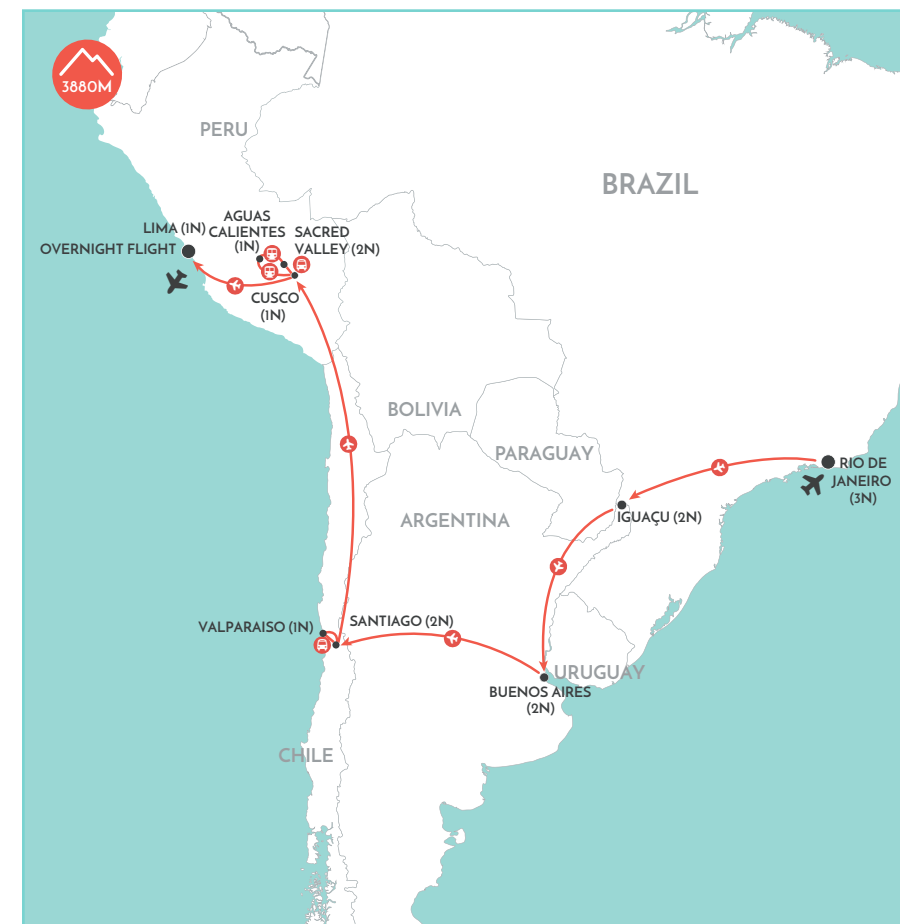 3880M
PERU
BRAZIL
LIMA (1N)
OVERNIGHT FLIGHT
AGUAS
CALIENTES
(1N)
SACRED
VALLEY (2N)
CUSCO
(1N)
BOLIVIA
PARAGUAY
RIO DE
JANEIRO
(3N)
IGUAÇU (2N)
ARGENTINA
VALPARAISO (1N)
SANTIAGO (2N)
URUGUAY
BUENOS AIRES
(2N)
CHILE